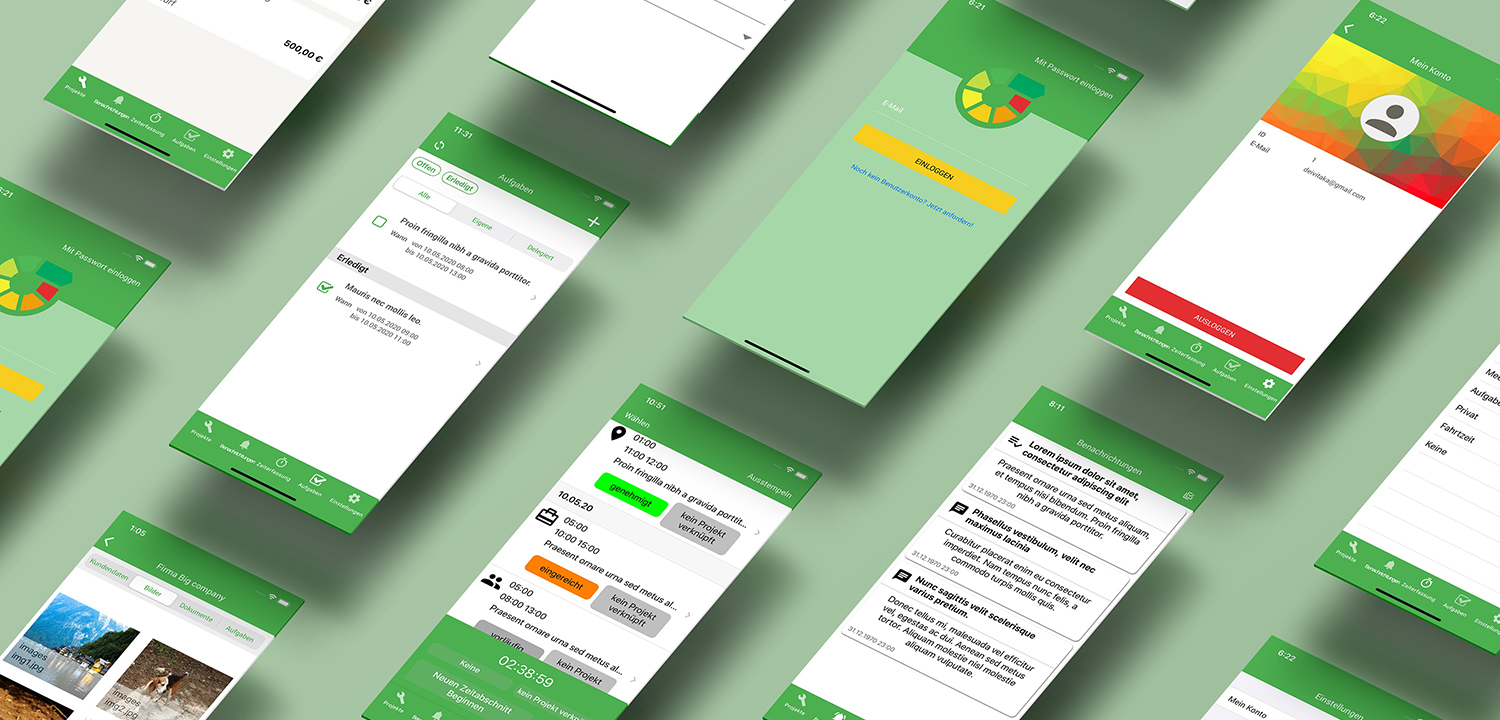 500,00 €
Projekte
Benachrichtigungen
Zeiterfassung
Aufgaben
Einstellungen
6:21
Mit Passwort einloggen
E-Mail
EINLOGGEN
Noch kein Benutzerkonto? Jetzt anfordern!
6:22
Mein Konto
ID
1
E-Mail
deivitaka@gmail.com
AUSLOGGEN
Projekte
Benachrichtigungen
Zeiterfassung
Aufgaben
Einstellungen
6:21
Mit Passwort einloggen
11:31
Aufgaben
Offen
Erledigt
Alle
Eigene
Delegiert
Proin fringilla nibh a gravida porttitor.
Wann von 10.05.2020 08:00
bis 10.05.2020 13:00
Erledigt
Mauris nec mollis leo.
Wann von 10.05.2020 09:00
bis 10.05.2020 11:00
Projekte
Benachrichtigungen
Zeiterfassung
Aufgaben
Einstellungen
1:05
Firma Big company
Kundendaten
Bilder
Dokumente
Aufgaben
images
img1.jpg
images
img2.jpg
10:51
Wählen
Ausstempeln
01:00
11:00 12:00
Proin fringilla nibh a gravida porttit...
genehmigt
kein Projekt
verknüpft
10.05.20
05:00
10:00 15:00
Praesent ornare urna sed metus al...
eingereicht
kein Projekt
verknüpft
05:00
08:00 13:00
Praesent ornare urna sed metus al...
vorläufig
kein Projekt
verknüpft
02:38:59
Keine
kein Projekt
Neuen Zeitabschnitt
Beginnen
Projekte
8:11
Benachrichtigungen
Lorem ipsum dolor sit amet,
consectetur adipiscing elit
Praesent ornare urna sed metus aliquam,
et tempus nisi bibendum. Proin fringilla
nibh a gravida porttitor.
31.12.1970 23:00
Phasellus vestibulum, velit nec
maximus lacinia
Curabitur placerat enim eu consectetur
imperdiet. Nam tempus nunc felis, a
commodo turpis mollis quis.
31.12.1970 23:00
Nunc sagittis velit scelerisque
varius pretium.
Donec tellus mi, malesuada vel efficitur
vel, egestas ac dui. Aenean sed metus
tortor. Aliquam molestie nisl molestie
aliquam vulputate.
31.12.1970 23:00
Projekte
Privat
Fahrtzeit
Keine
Projekte
Benachrichtigungen
Zeiterfassung
Aufgaben
6:22
Einstellungen
Mein Konto